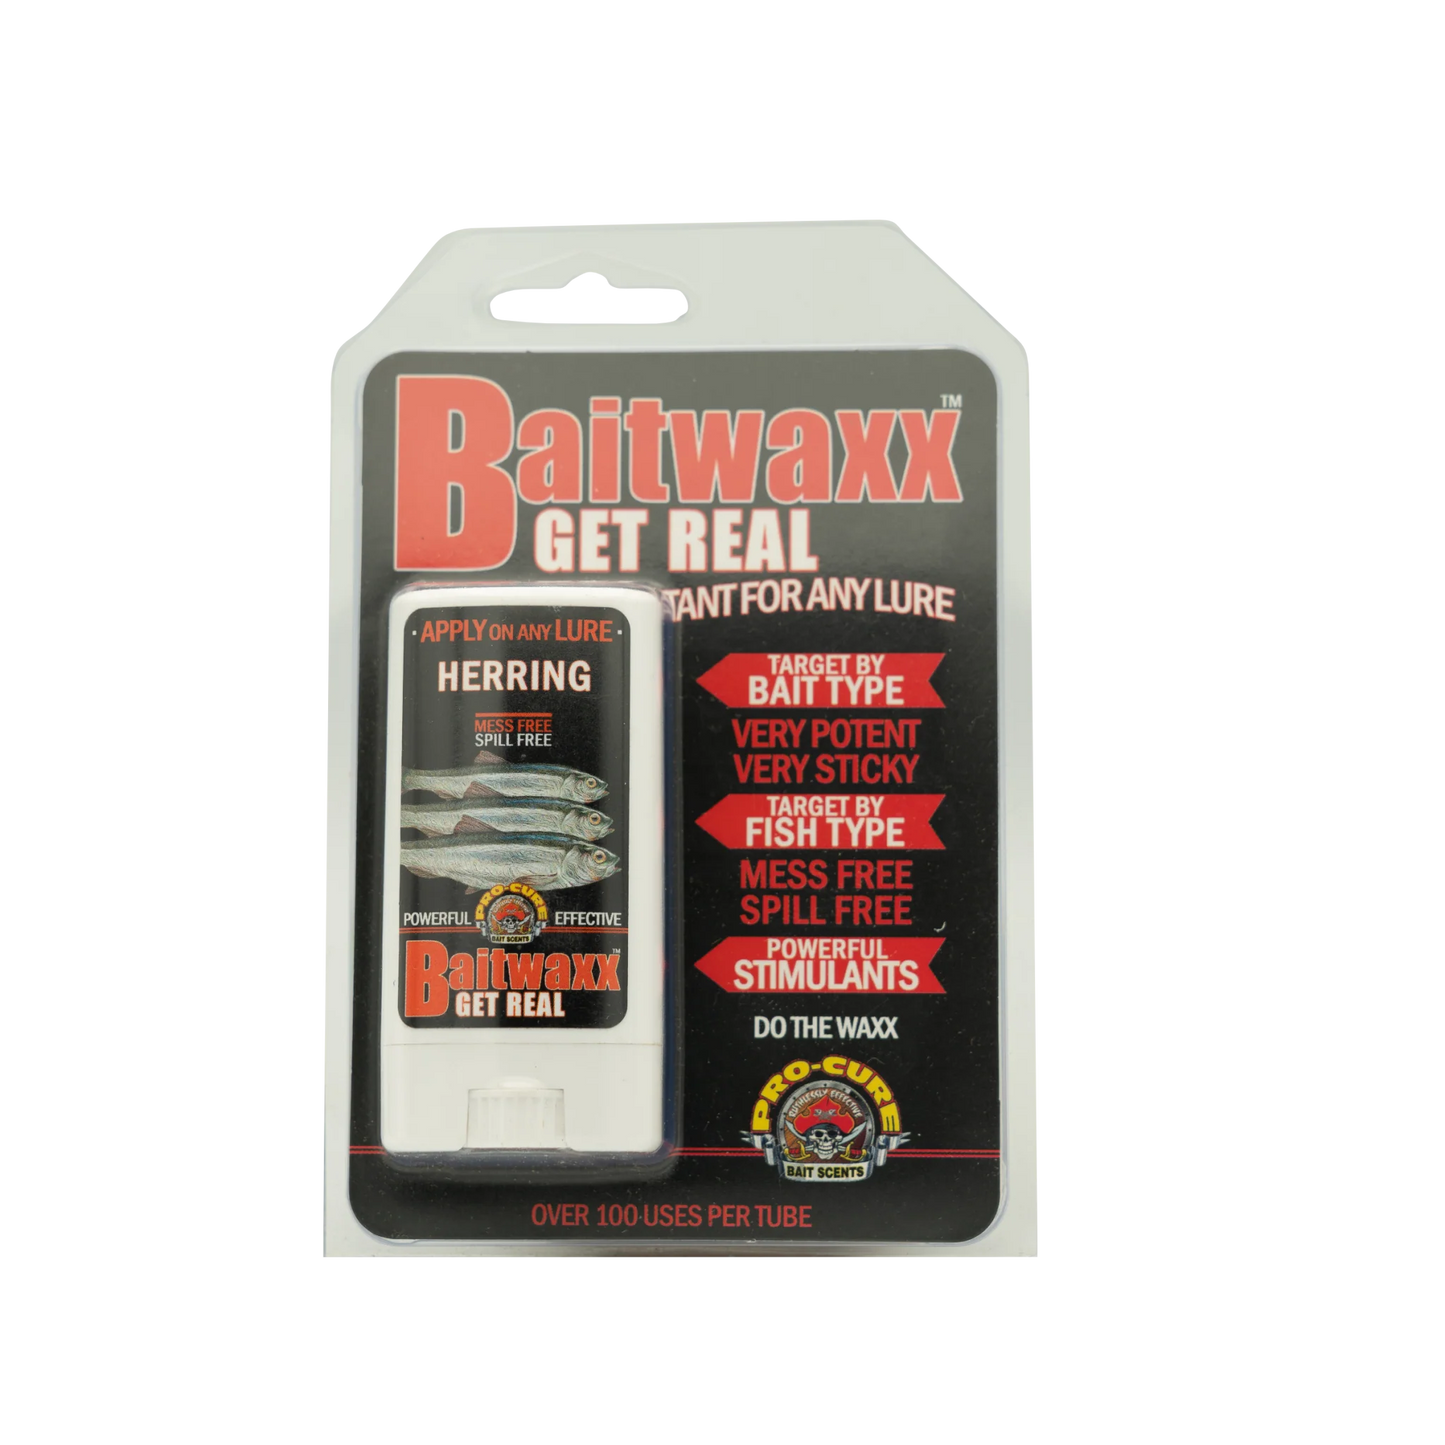 Baitwaxx™
GET REAL
FOR ANY LURE
• APPLY ON ANY LURE •
HERRING
MESS FREE
SPILL FREE
PRO-CURE
POWERFUL EFFECTIVE
BAIT SCENTS
Baitwaxx™
GET REAL
TARGET BY
BAIT TYPE
VERY POTENT
VERY STICKY
TARGET BY
FISH TYPE
MESS FREE
SPILL FREE
POWERFUL
STIMULANTS
DO THE WAXX
PRO-CURE
RUTHLESSLY EFFECTIVE
BAIT SCENTS
OVER 100 USES PER TUBE